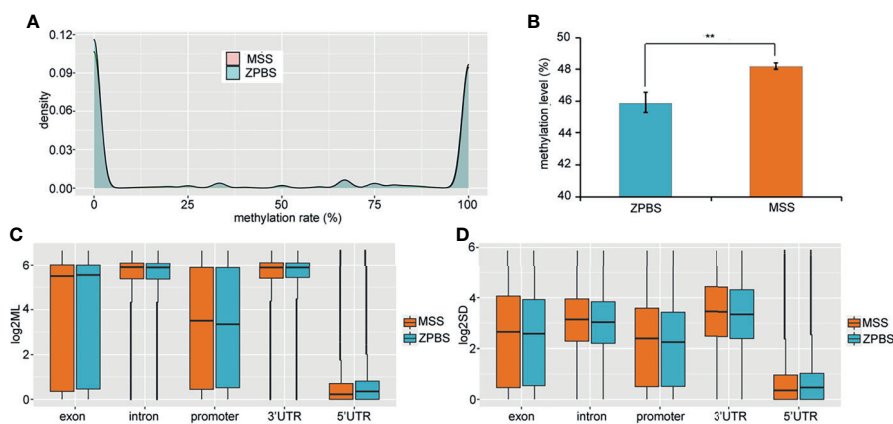 A
0.12
0.09
0.06
0.03
0.00
density
MSS
ZPBS
0
25
50
75
100
methylation rate (%)
B
50
48
46
44
42
40
methylation level (%)
**
ZPBS
MSS
C
6
4
2
0
log2ML
exon
intron
promoter
3'UTR
5'UTR
MSS
ZPBS
D
6
4
2
0
log2SD
exon
intron
promoter
3'UTR
5'UTR
MSS
ZPBS